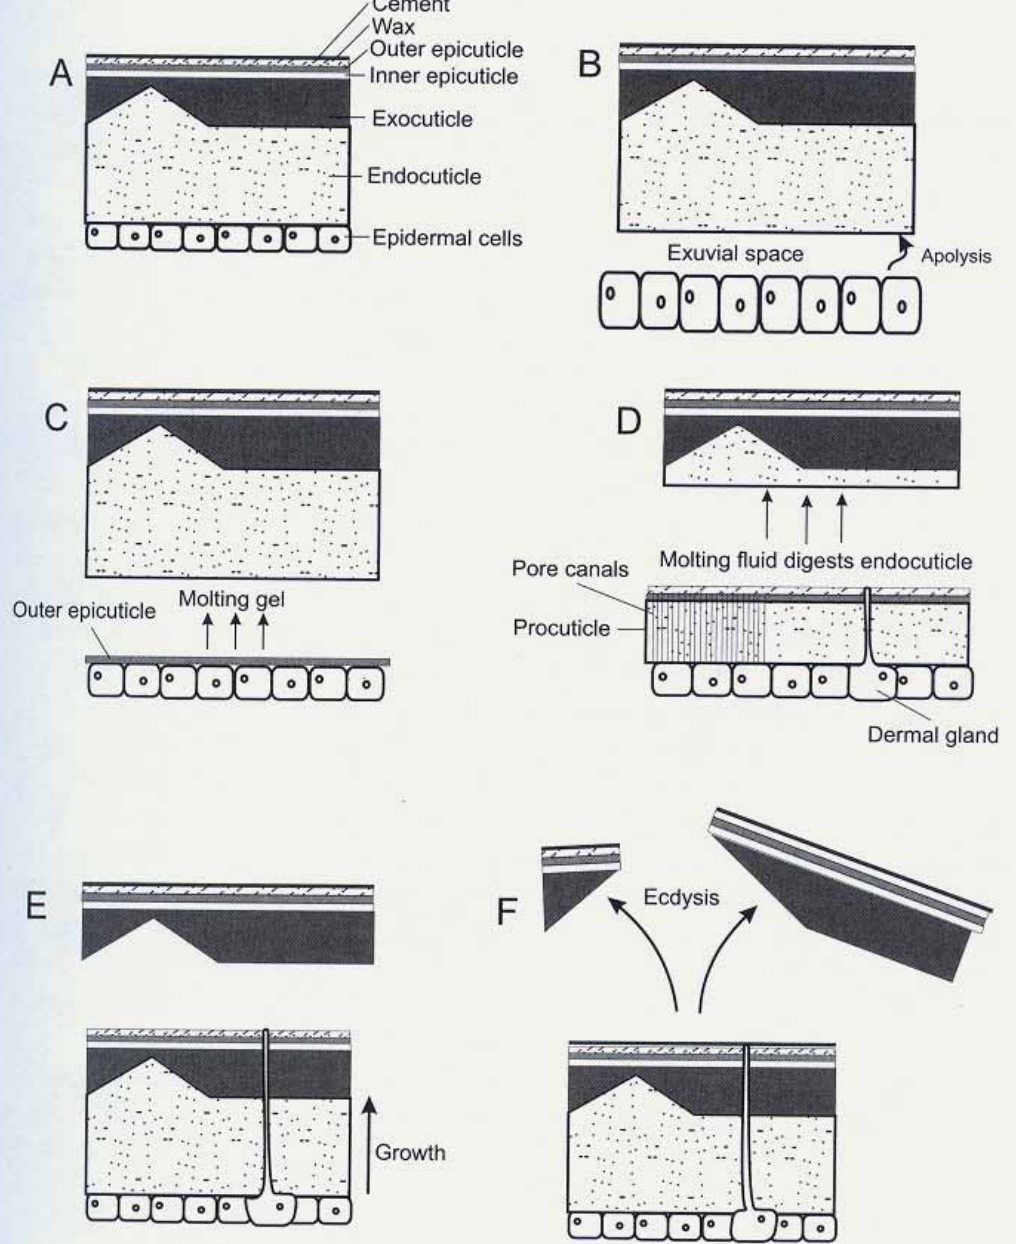 Cement
Wax
A
Outer epicuticle
Inner epicuticle
Exocuticle
Endocuticle
Epidermal cells
B
Exuvial space
Apolysis
C
Molting gel
Outer epicuticle
D
Molting fluid digests endocuticle
Pore canals
Procuticle
Dermal gland
E
Growth
F
Ecdysis